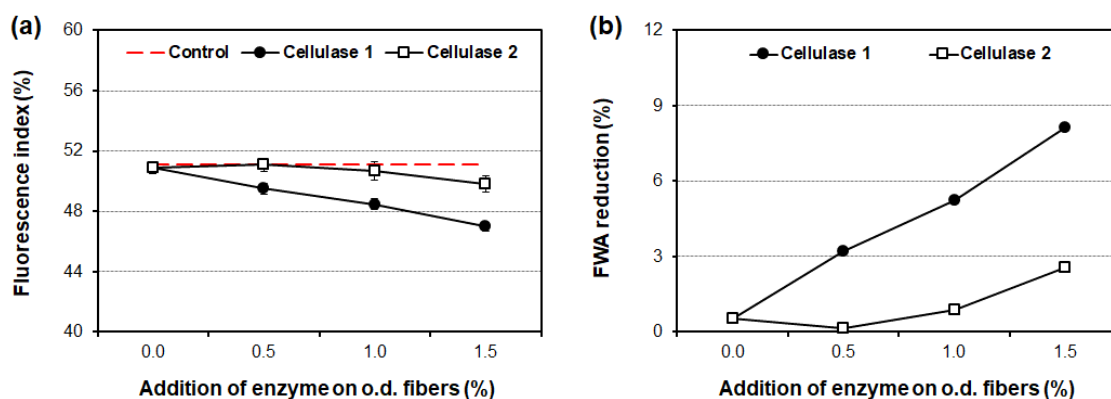 (a)
Fluorescence index (%)
60
56
52
48
44
40
Control
Cellulase 1
Cellulase 2
0.0 0.5 1.0 1.5
Addition of enzyme on o.d. fibers (%)
(b)
FWA reduction (%)
12
9
6
3
0
Cellulase 1
Cellulase 2
0.0 0.5 1.0 1.5
Addition of enzyme on o.d. fibers (%)